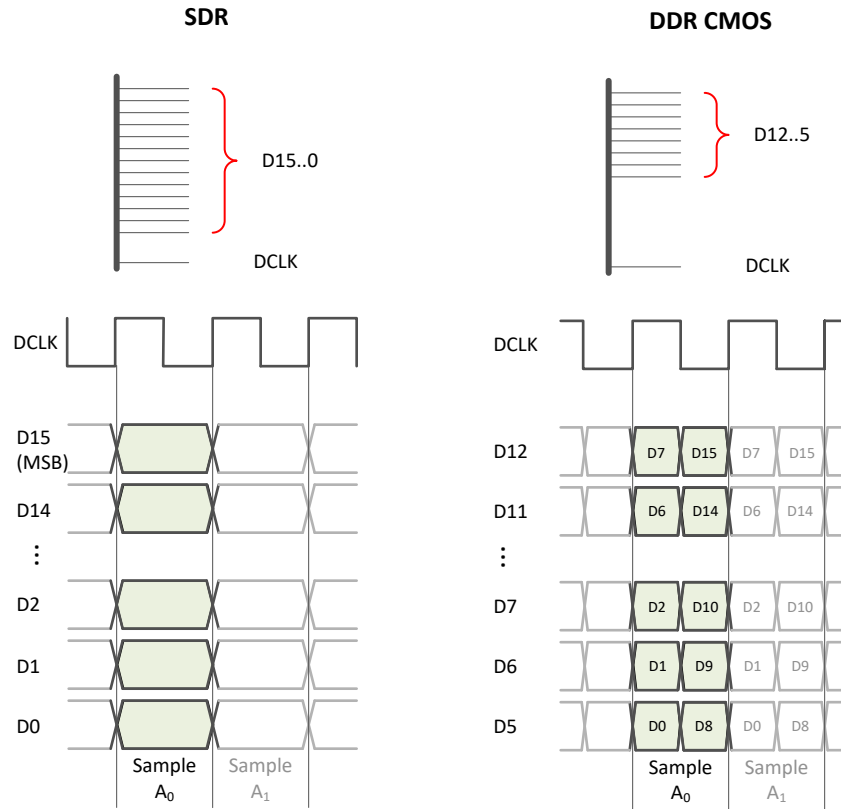 SDR
D15..0
DCLK
DCLK
D15
(MSB)
D14
D2
D1
D0
Sample
A0
Sample
A1
DDR CMOS
D12..5
DCLK
DCLK
D12
D7 D15 D7 D15
D11
D6 D14 D6 D14
D7
D2 D10 D2 D10
D6
D1 D9 D1 D9
D5
D0 D8 D0 D8
Sample
A0
Sample
A1